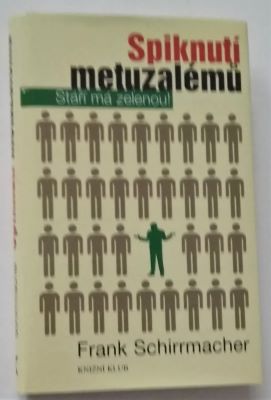 Spiknutí
metuzalémů
Stáří má zelenou!
Frank Schirrmacher
KNIŽNÍ KLUB